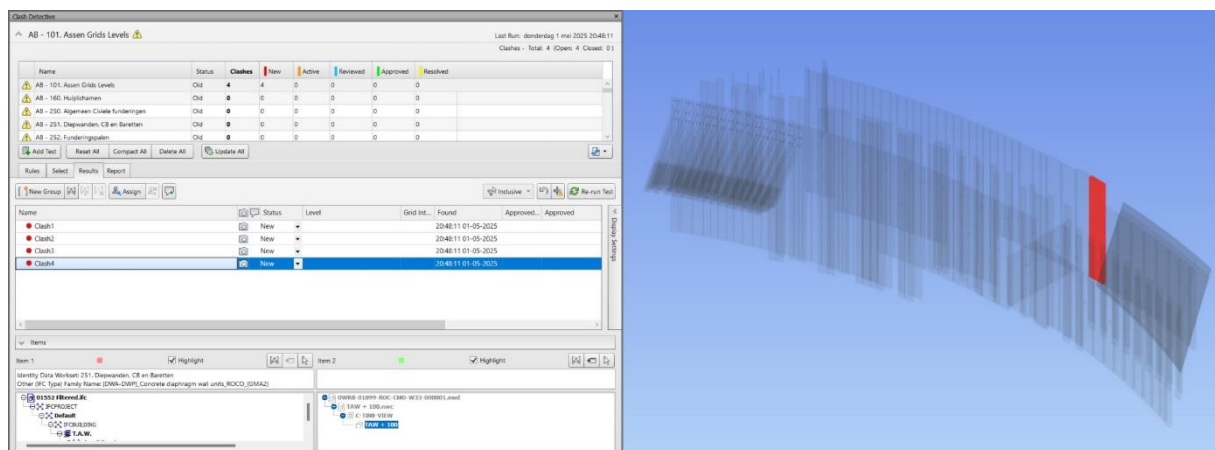 Clash Detective
AB - 101. Assen Grids Levels
Last Run: donderdag 1 mei 2025 20:48:11
Clashes - Total: 4 (Open: 4 Closed: 0)
Name Status Clashes New Active Reviewed Approved Resolved
AB - 101. Assen Grids Levels Old 4 4 0 0 0 0
AB - 160. Hulplichamen Old 0 0 0 0 0 0
AB - 250. Algemeen Civiele funderingen Old 0 0 0 0 0 0
AB - 251. Diepwanden, CB en Baretten Old 0 0 0 0 0 0
AB - 252. Funderingspalen Old 0 0 0 0 0 0
Add Test Reset All Compact All Delete All Update All
Rules Select Results Report
New Group Assign Inclusive Re-run Test
Name Status Level Grid Int... Found Approved... Approved
Display Settings
Clash1 New 20:48:11 01-05-2025
Clash2 New 20:48:11 01-05-2025
Clash3 New 20:48:11 01-05-2025
Clash4 New 20:48:11 01-05-2025
Items
Item 1 Highlight Item 2 Highlight
Identity Data Workset: 251. Diepwanden, CB en Baretten
Other (IFC Type) Family Name: [DWA-DWP]_Concrete diaphragm wall units_ROCO_(GMA2)
01552 filtered.ifc
IFCPROJECT
Default
IFCBUILDING
T.A.W.
TAW + 100.nwc
TAW + 100